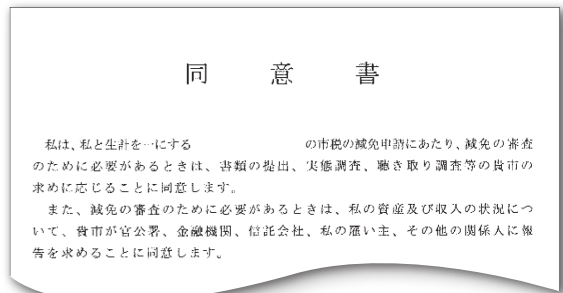 同意書
私は、私と生計を一にする　　　　　　　の市税の減免申請にあたり、減免の審査
のために必要があるときは、書類の提出、実態調査、聴き取り調査等の貴市の
求めに応じることに同意します。
また、減免の審査のために必要があるときは、私の資産及び収入の状況につ
いて、貴市が官公署、金融機関、信託会社、私の雇い主、その他の関係人に報
告を求めることに同意します。